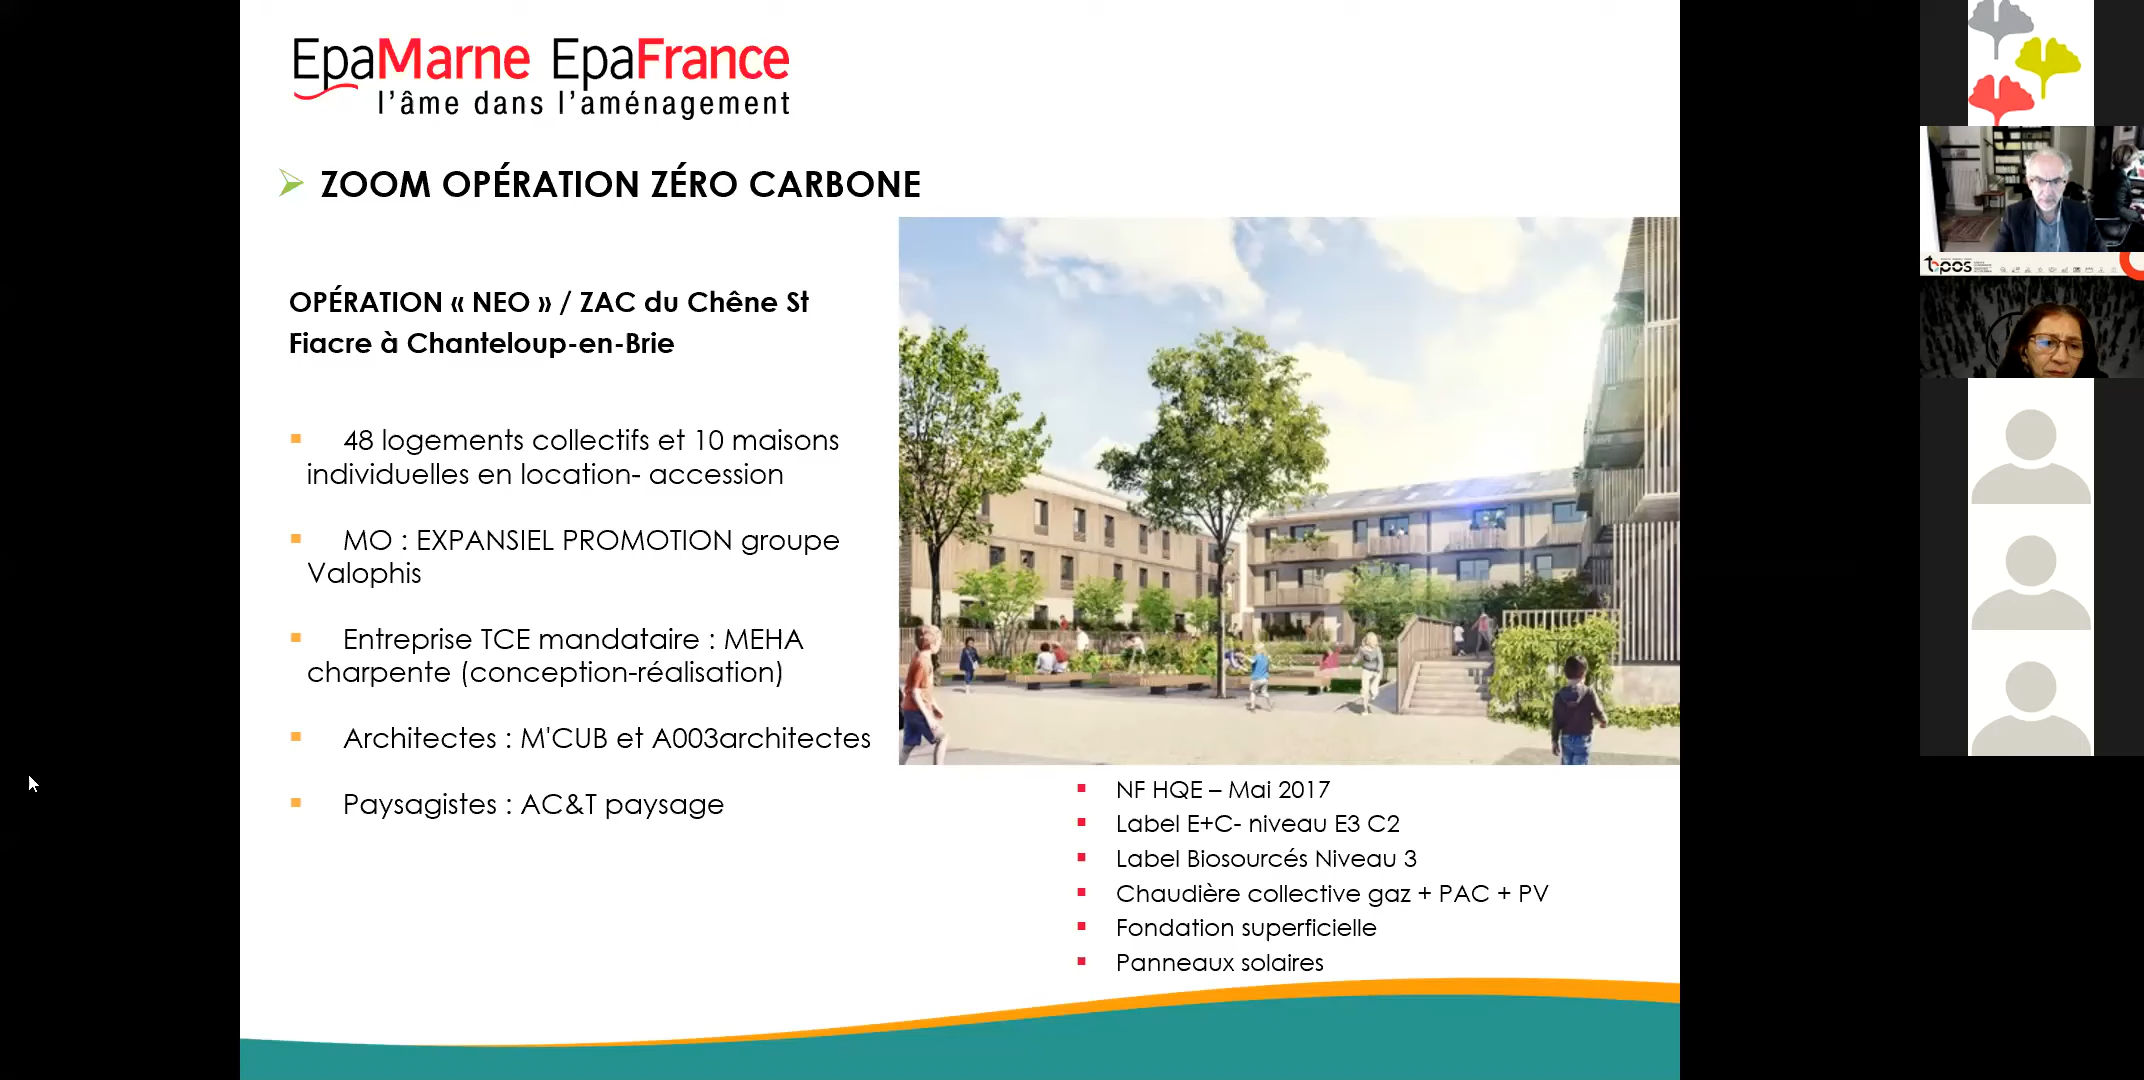 EpaMarne EpaFrance
l'âme dans l'aménagement
ZOOM OPÉRATION ZÉRO CARBONE
OPÉRATION « NEO » / ZAC du Chêne St
Fiacre à Chanteloup-en-Brie
48 logements collectifs et 10 maisons
individuelles en location- accession
MO : EXPANSIEL PROMOTION groupe
Valophis
Entreprise TCE mandataire : MEHA
charpente (conception-réalisation)
Architectes : M'CUB et A003architectes
Paysagistes : AC&T paysage
NF HQE – Mai 2017
Label E+C- niveau E3 C2
Label Biosourcés Niveau 3
Chaudière collective gaz + PAC + PV
Fondation superficielle
Panneaux solaires
topos